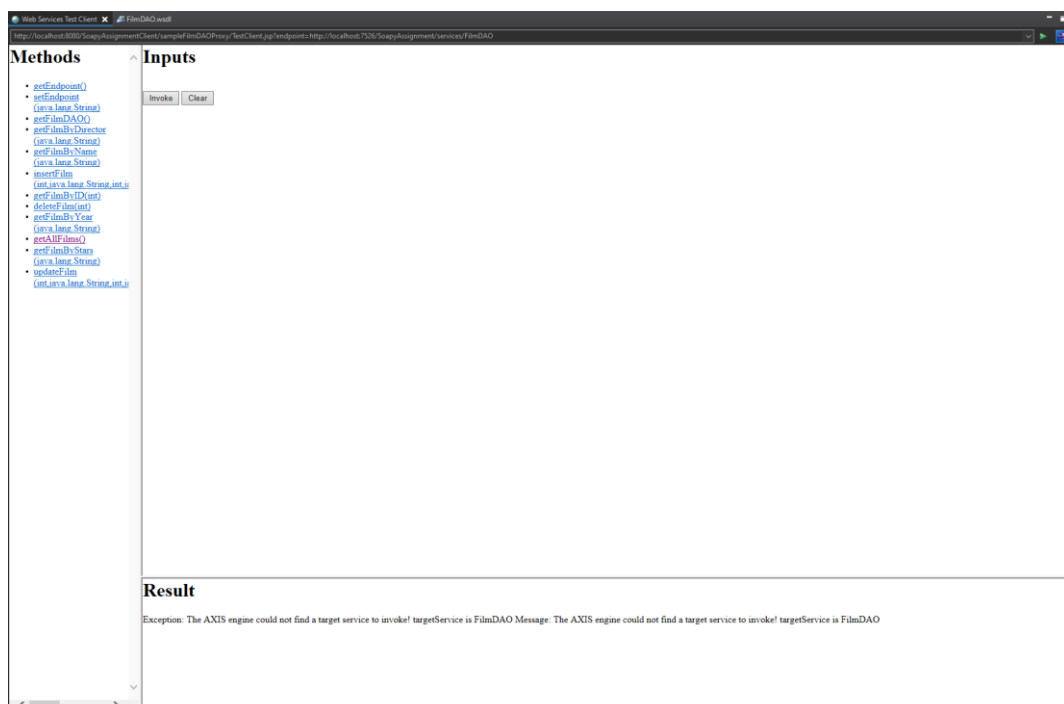 Web Services Test Client FilmDAO.wsdl
http://localhost:8080/SoapyAssignmentClient/sampleFilmDAOProxy/TestClient.jsp?endpoint=http://localhost:7526/SoapyAssignment/services/FilmDAO
Methods
getEndpoint()
setEndpoint
(java.lang.String)
getFilmDAO()
getFilmByDirector
(java.lang.String)
getFilmByName
(java.lang.String)
insertFilm
(int,java.lang.String,int,
getFilmByID(int)
deleteFilm(int)
getFilmByYear
(java.lang.String)
getAllFilms()
getFilmByStars
(java.lang.String)
updateFilm
(int,java.lang.String,int,
Inputs
Invoke Clear
Result
Exception: The AXIS engine could not find a target service to invoke! targetService is FilmDAO Message: The AXIS engine could not find a target service to invoke! targetService is FilmDAO